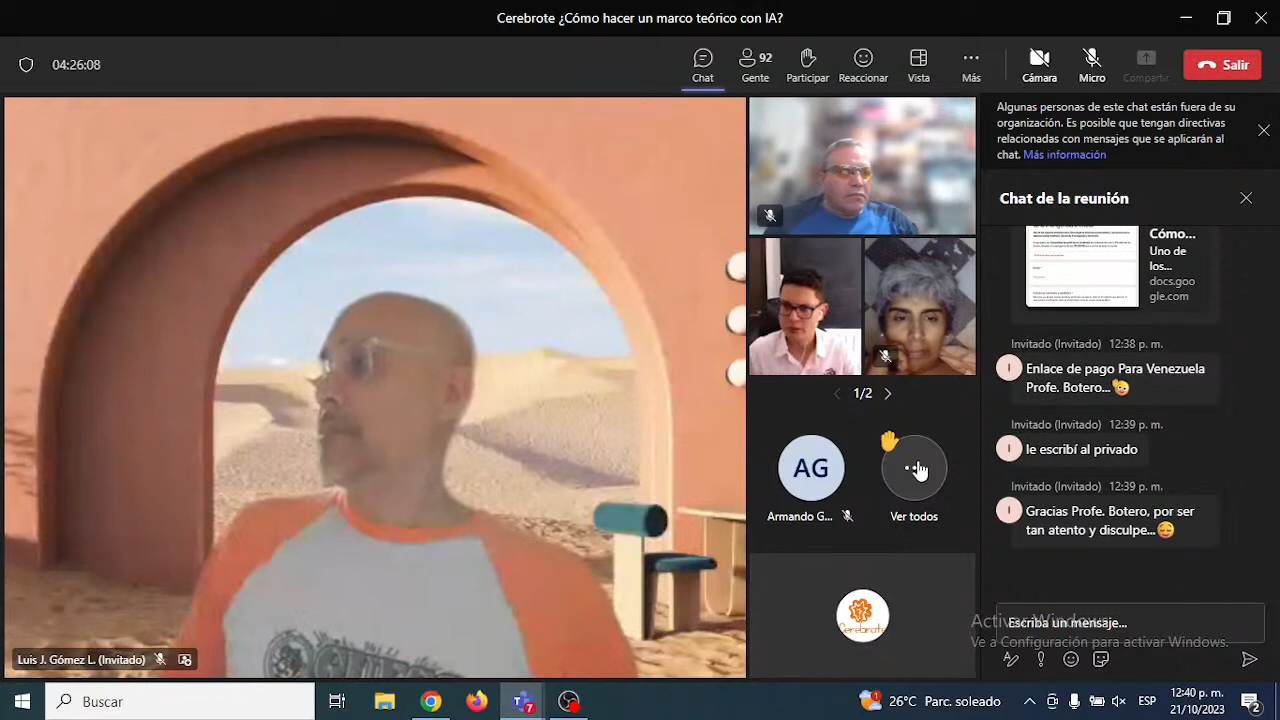 Cerebrote ¿Cómo hacer un marco teórico con IA?
04:26:08
92
Chat
Gente
Participar
Reaccionar
Vista
Más
Cámara
Micro
Compartir
Salir
Algunas personas de este chat están fuera de su
organización. Es posible que tengan directivas
relacionadas con mensajes que se aplicarán al
chat. Más información
Chat de la reunión
Cómo...
Uno de
los...
docs.goo
gle.com
Invitado (Invitado) 12:38 p. m.
I
Enlace de pago Para Venezuela
Profe. Botero...
Invitado (Invitado) 12:39 p. m.
I
le escribí al privado
Invitado (Invitado) 12:39 p. m.
I
Gracias Profe. Botero, por ser
tan atento y disculpe...
1/2
AG
Armando G...
Ver todos
Cerebrote
Gómez L (Invitado)
Escriba un mensaje...
Activar Windows
Ve a Configuración para activar Windows.
Buscar
7
1
26°C Parc. soleado
ESP
12:40 p. m.
21/10/2023
2